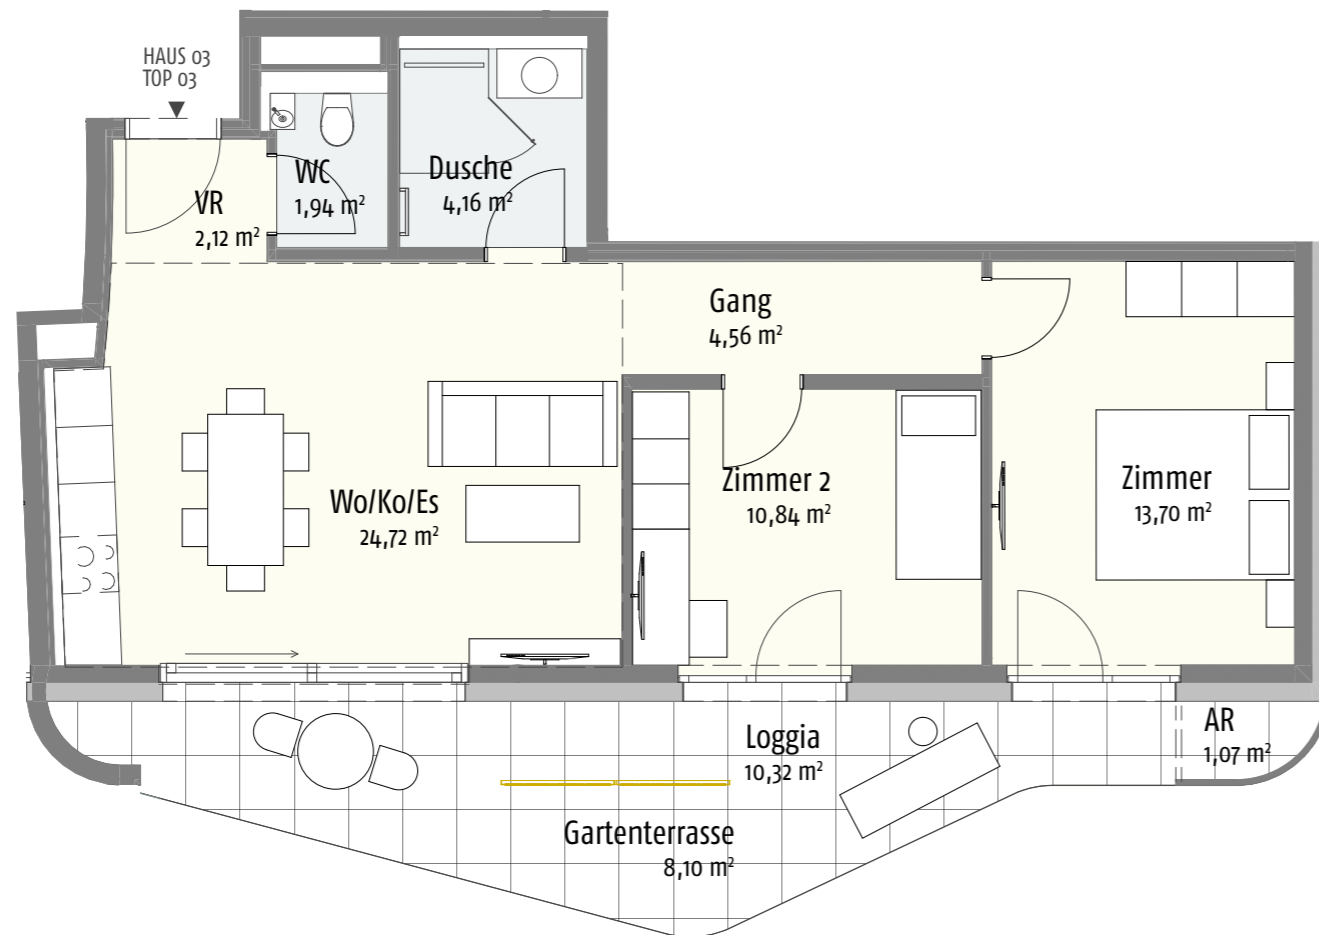 HAUS 03
TOP 03
VR
2,12 m²
WC
1,94 m²
Dusche
4,16 m²
Gang
4,56 m²
Wo/Ko/Es
24,72 m²
Zimmer 2
10,84 m²
Zimmer
13,70 m²
Loggia
10,32 m²
AR
1,07 m²
Gartenterrasse
8,10 m²